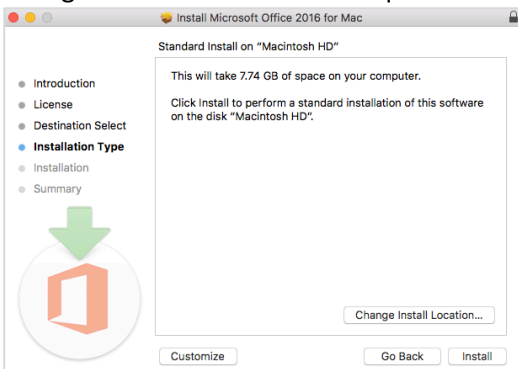 Install Microsoft Office 2016 for Mac
Standard Install on “Macintosh HD”
Introduction
License
Destination Select
Installation Type
Installation
Summary
This will take 7.74 GB of space on your computer.
Click Install to perform a standard installation of this software
on the disk “Macintosh HD”.
Change Install Location...
Customize
Go Back
Install